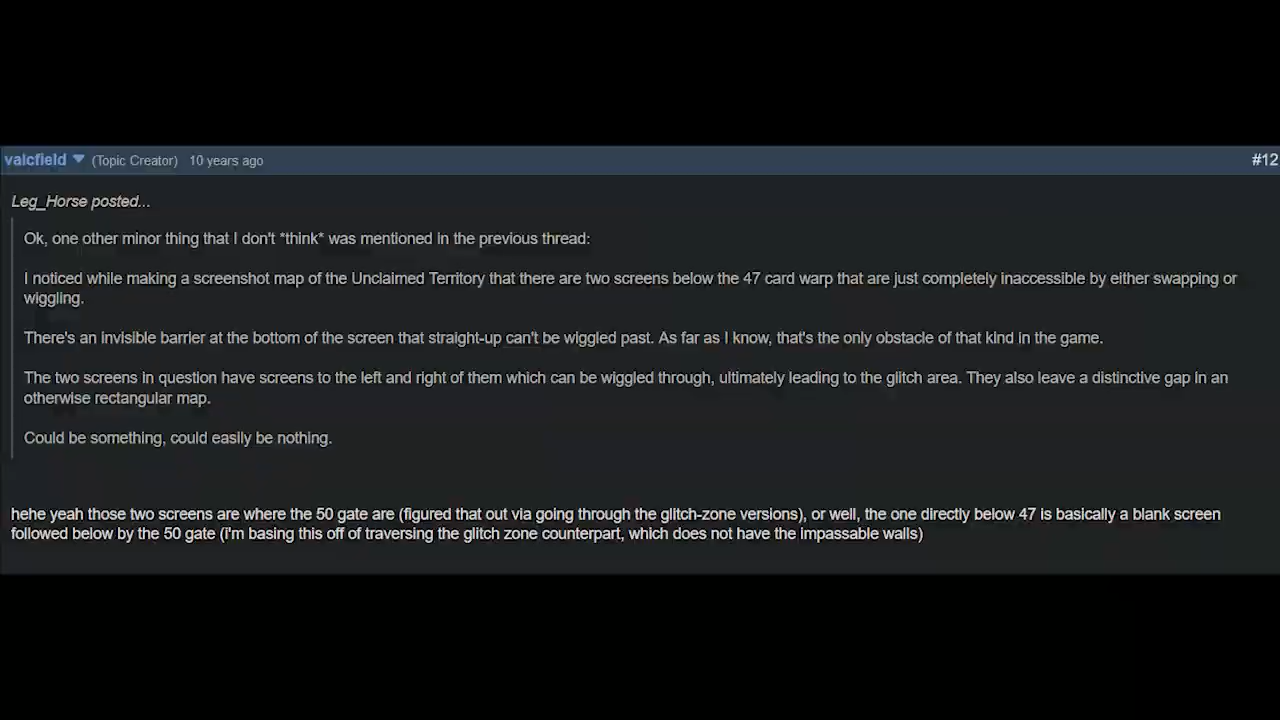 valcfield (Topic Creator) 10 years ago #12
Leg_Horse posted...
Ok, one other minor thing that I don't *think* was mentioned in the previous thread:
I noticed while making a screenshot map of the Unclaimed Territory that there are two screens below the 47 card warp that are just completely inaccessible by either swapping or
wiggling.
There's an invisible barrier at the bottom of the screen that straight-up can't be wiggled past. As far as I know, that's the only obstacle of that kind in the game.
The two screens in question have screens to the left and right of them which can be wiggled through, ultimately leading to the glitch area. They also leave a distinctive gap in an
otherwise rectangular map.
Could be something, could easily be nothing.
hehe yeah those two screens are where the 50 gate are (figured that out via going through the glitch-zone versions), or well, the one directly below 47 is basically a blank screen
followed below by the 50 gate (i'm basing this off of traversing the glitch zone counterpart, which does not have the impassable walls)